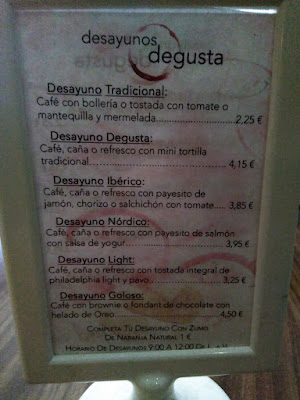 desayunos
degusta
Desayuno Tradicional:
Café con bollería o tostada con tomate o
mantequilla y mermelada............................2,25 €
Desayuno Degusta:
Café, caña o refresco con mini tortilla
tradicional...............................................4,15 €
Desayuno Ibérico:
Café, caña o refresco con payesito de
jamón, chorizo o salchichón con tomate.....3,85 €
Desayuno Nórdico:
Café, caña o refresco con payesito de salmón
con salsa de yogur...................................3,95 €
Desayuno Light:
Café, caña o refresco con tostada integral de
philadelphia light y pavo..........................3,25 €
Desayuno Goloso:
Café con brownie o fondant de chocolate con
helado de Oreo.....................................4,50 €
Completa Tu Desayuno Con Zumo
De Naranja Natural 1 €
Horario De Desayunos 9:00 A 12:00 De L a V